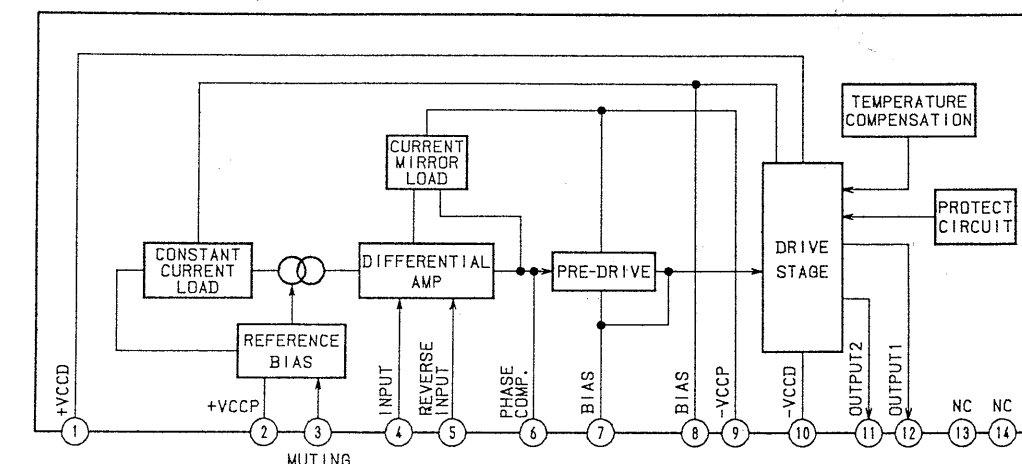 TEMPERATURE
COMPENSATION
CURRENT
MIRROR
LOAD
PROTECT
CIRCUIT
CONSTANT
CURRENT
LOAD
DIFFERENTIAL
AMP
PRE-DRIVE
DRIVE
STAGE
REFERENCE
BIAS
+VCCD
+VCCP
INPUT
REVERSE
INPUT
PHASE
COMP.
BIAS
BIAS
-VCCP
-VCCD
OUTPUT2
OUTPUT1
NC
NC
1
2
3
4
5
6
7
8
9
10
11
12
13
14
MUTING